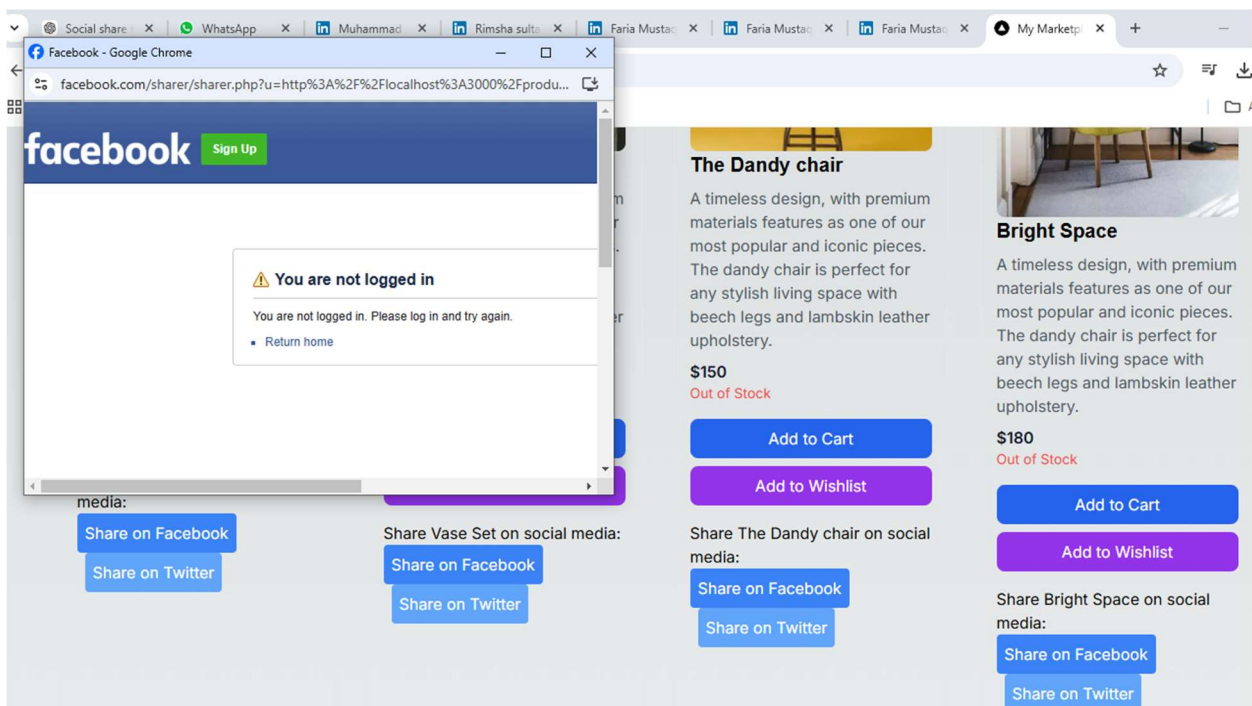 Social share
WhatsApp
Muhammad
Rimsha sulta
Faria Mustaq
Faria Mustaq
Faria Mustaq
My Marketpl
Facebook - Google Chrome
facebook.com/sharer/sharer.php?u=http%3A%2F%2Flocalhost%3A3000%2Fprodu...
facebook
Sign Up
You are not logged in
You are not logged in. Please log in and try again.
Return home
media:
Share on Facebook
Share on Twitter
Share Vase Set on social media:
Share on Facebook
Share on Twitter
The Dandy chair
A timeless design, with premium
materials features as one of our
most popular and iconic pieces.
The dandy chair is perfect for
any stylish living space with
beech legs and lambskin leather
upholstery.
$150
Out of Stock
Add to Cart
Add to Wishlist
Share The Dandy chair on social
media:
Share on Facebook
Share on Twitter
Bright Space
A timeless design, with premium
materials features as one of our
most popular and iconic pieces.
The dandy chair is perfect for
any stylish living space with
beech legs and lambskin leather
upholstery.
$180
Out of Stock
Add to Cart
Add to Wishlist
Share Bright Space on social
media:
Share on Facebook
Share on Twitter